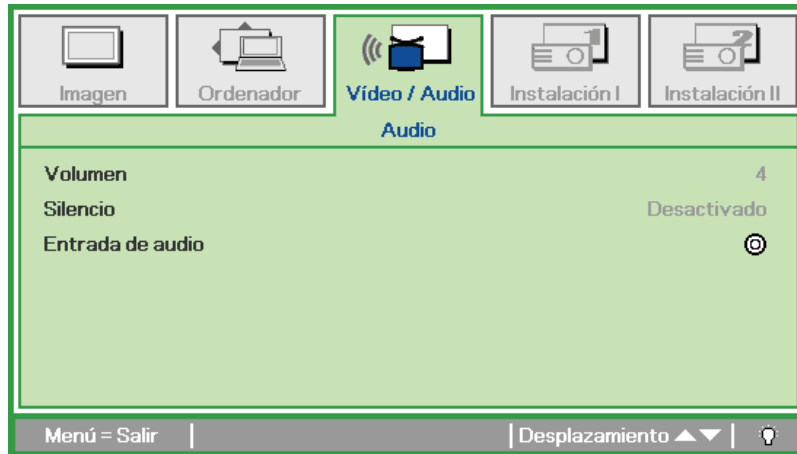 Imagen
Ordenador
Vídeo / Audio
Instalación I
Instalación II
Audio
Volumen 4
Silencio Desactivado
Entrada de audio
Menú = Salir Desplazamiento